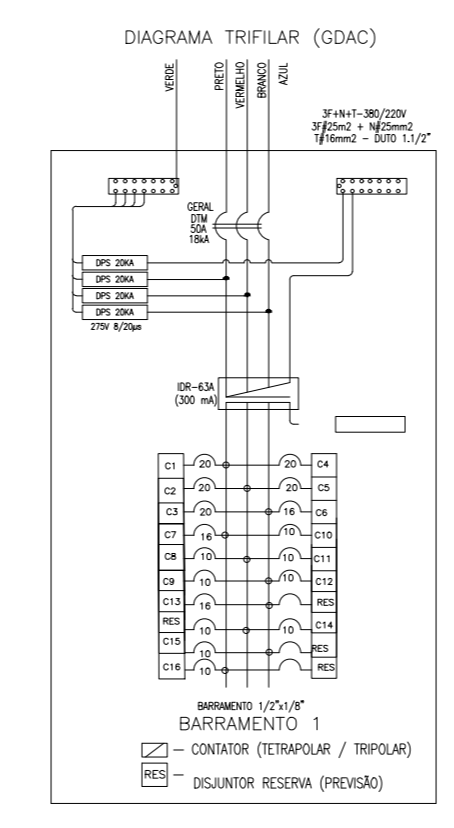 DIAGRAMA TRIFILAR (GDAC)
VERDE
PRETO
VERMELHO
BRANCO
AZUL
3F+N+T-380/220V
3F#25m2 + N#25mm2
T#16mm2 - DUTO 1.1/2"
GERAL
DTM
50A
18kA
DPS 20KA
DPS 20KA
DPS 20KA
DPS 20KA
275V 8/20µs
IDR-63A
(300 mA)
C1 20 20 C4
C2 20 20 C5
C3 20 16 C6
C7 16 10 C10
C8 10 10 C11
C9 10 10 C12
C13 16 RES
RES 10 10 C14
C15 10 RES
C16 10 RES
BARRAMENTO 1/2"x1/8"
BARRAMENTO 1
- CONTATOR (TETRAPOLAR / TRIPOLAR)
RES - DISJUNTOR RESERVA (PREVISÃO)